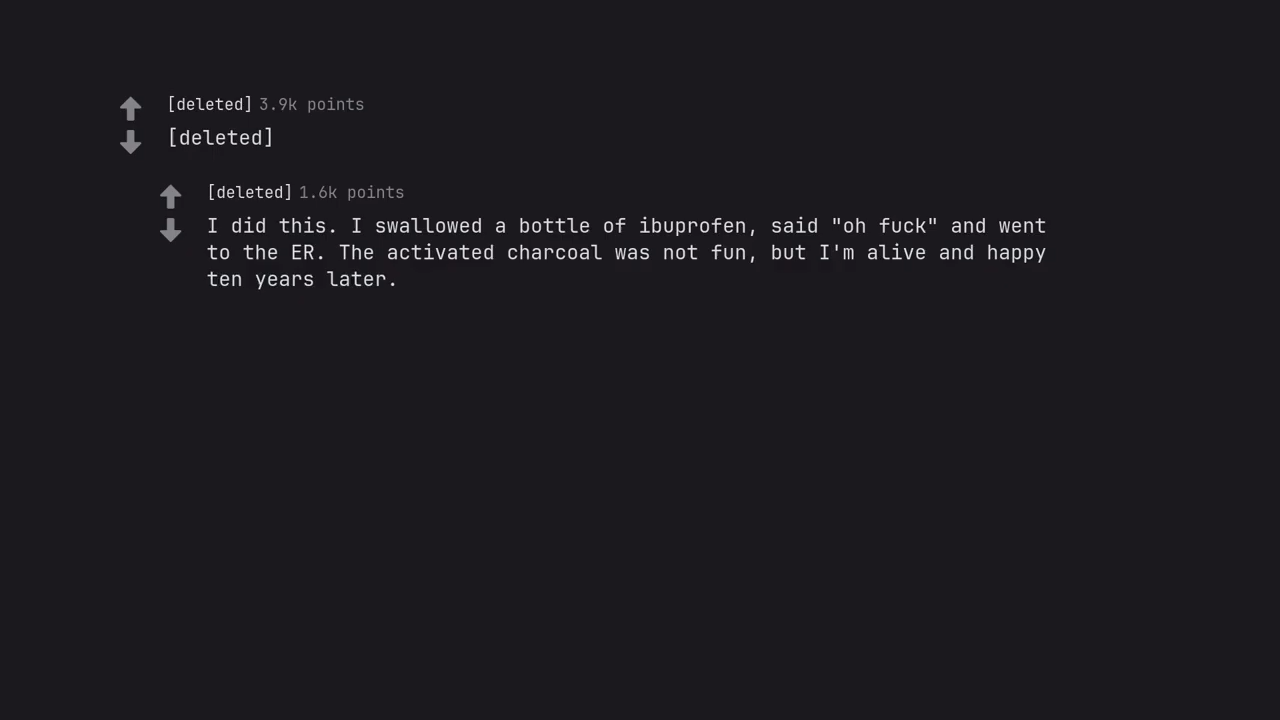 [deleted] 3.9k points
[deleted]
[deleted] 1.6k points
I did this. I swallowed a bottle of ibuprofen, said "oh fuck" and went
to the ER. The activated charcoal was not fun, but I'm alive and happy
ten years later.